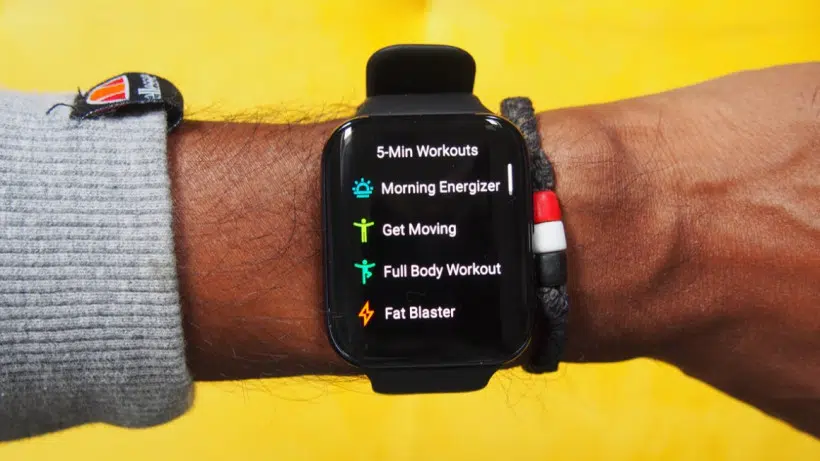 5-Min Workouts
Morning Energizer
Get Moving
Full Body Workout
Fat Blaster